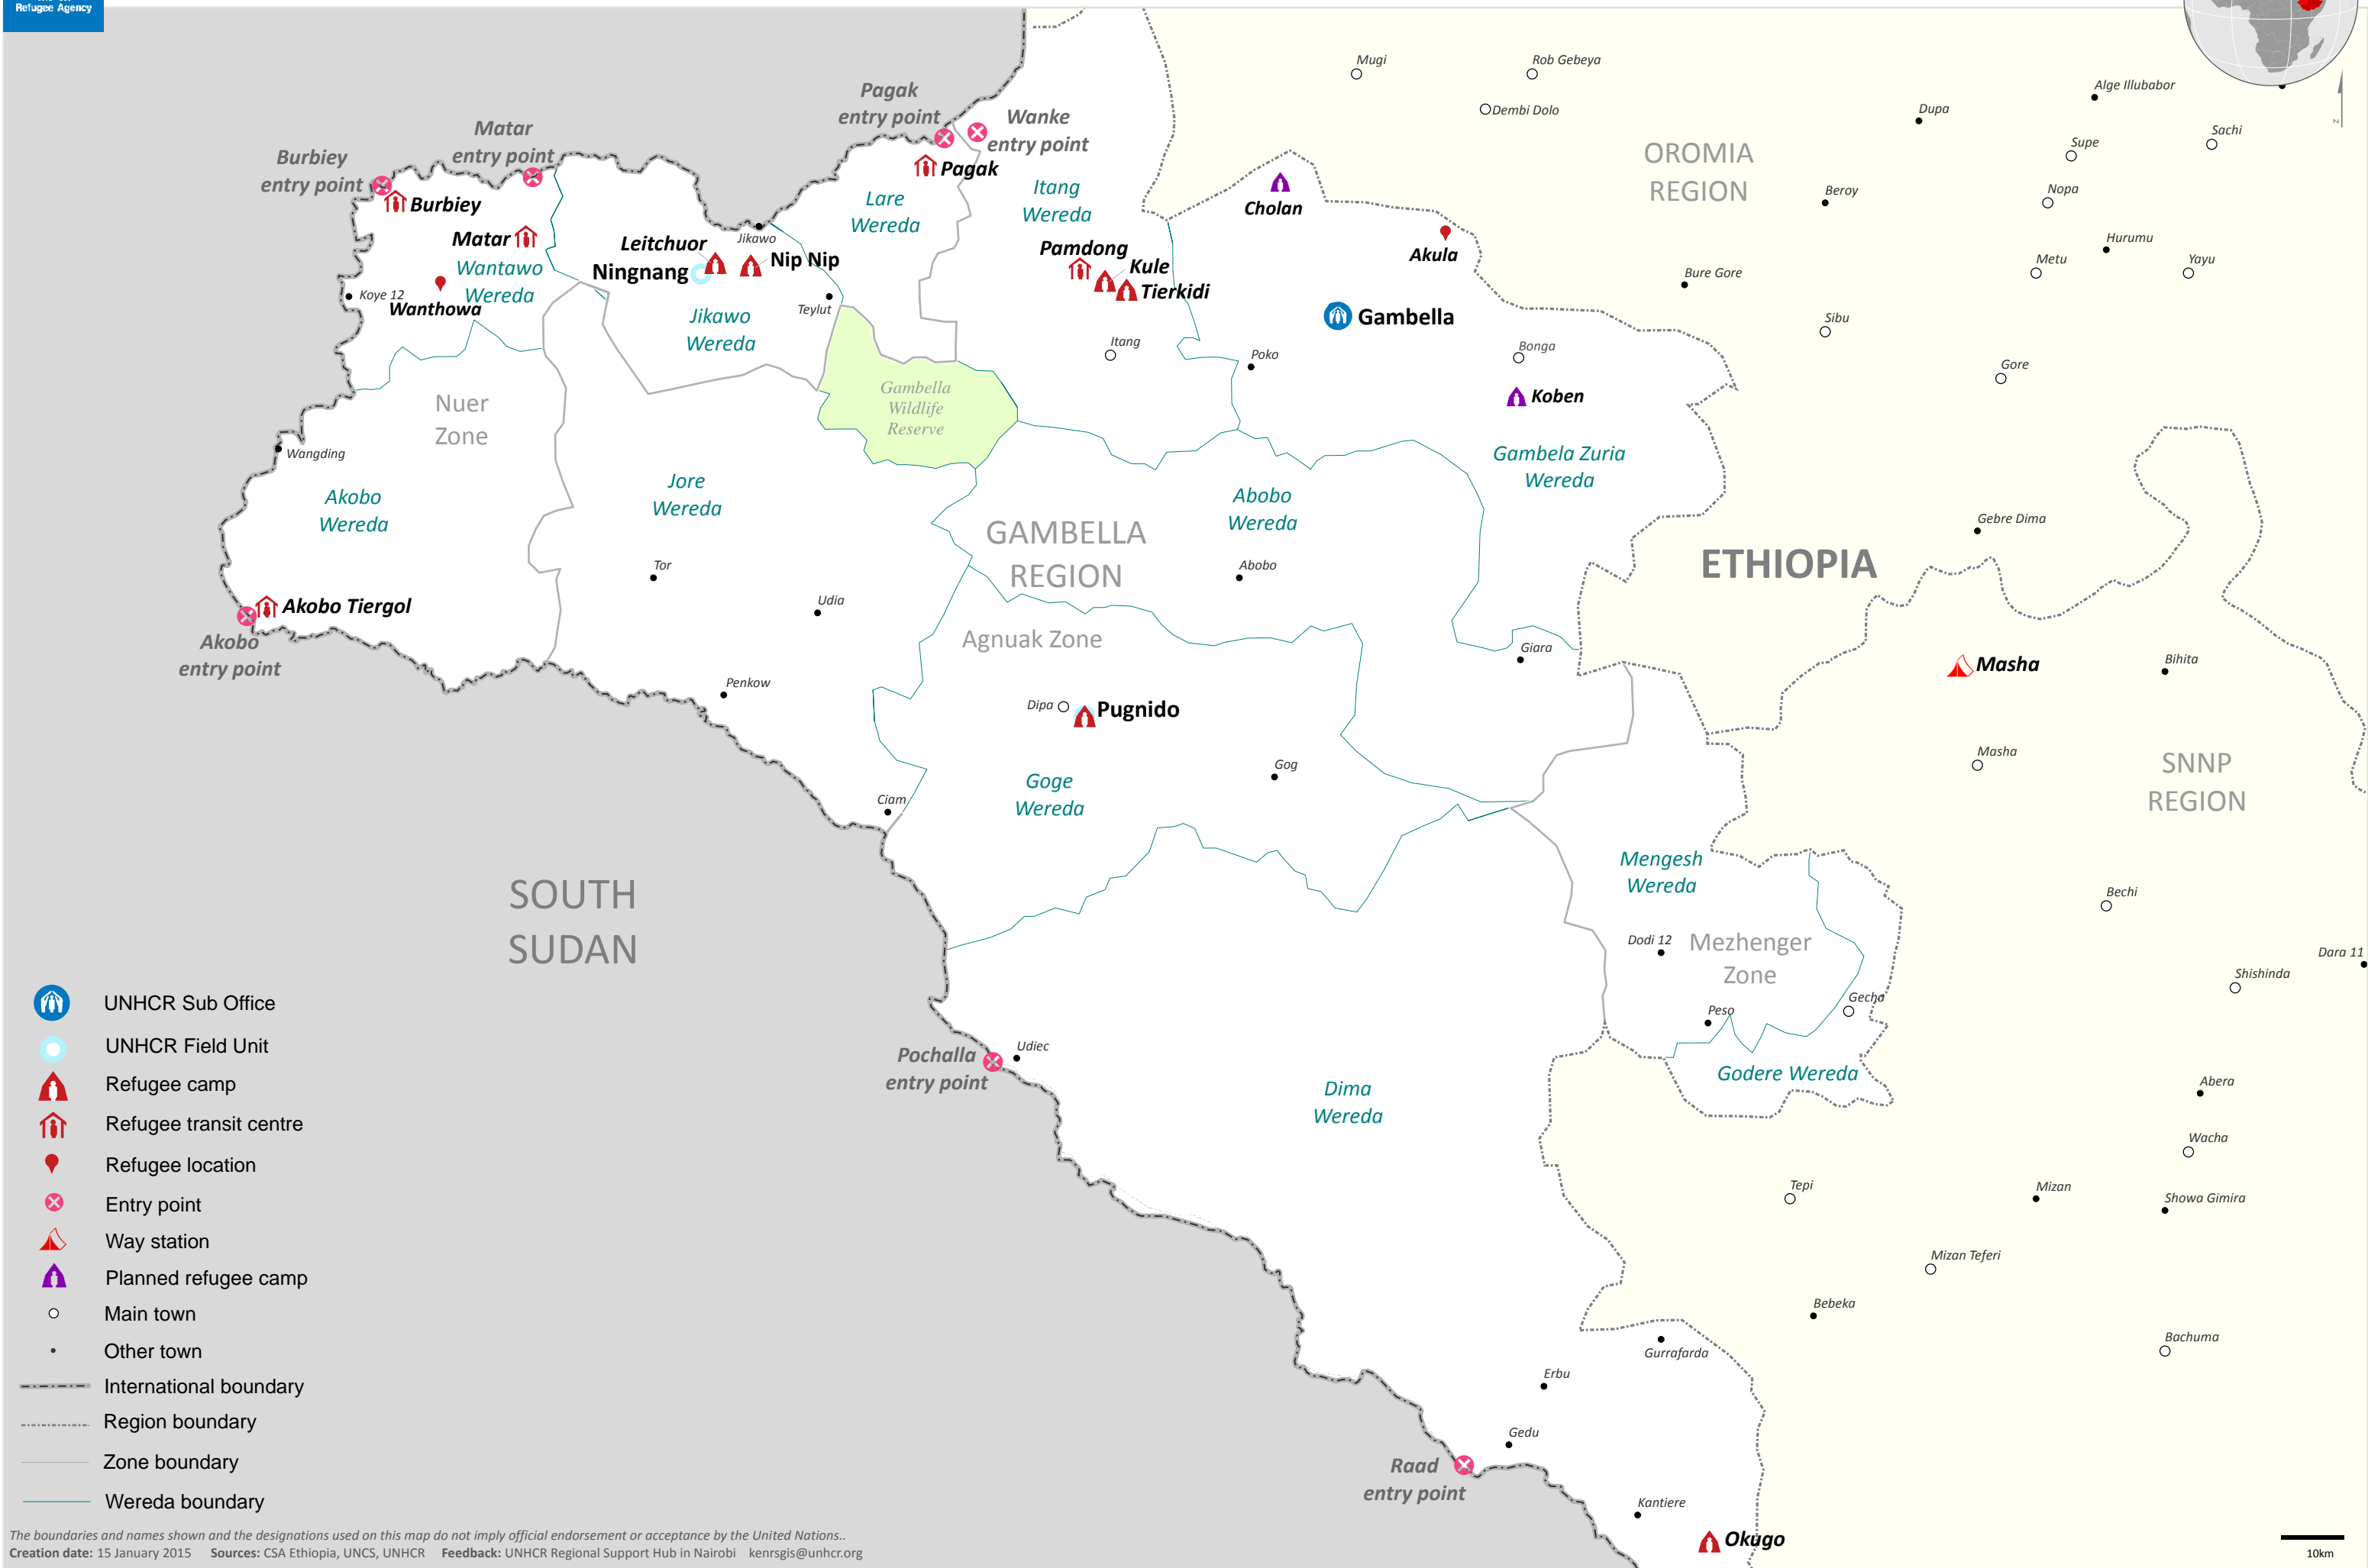 Refugee Agency
Mugi
Rob Gebeya
Dembi Dolo
Alge Illubabor
Dupa
Sachi
Supe
OROMIA
REGION
Beroy
Nopa
Hurumu
Metu
Yayu
Bure Gore
Sibu
Gore
Pagak
entry point
Wanke
entry point
Matar
entry point
Burbiey
entry point
Pagak
Burbiey
Matar
Lare
Wereda
Itang
Wereda
Cholan
Akula
Leitchuor
Jikawo
Nip Nip
Ningnang
Pamdong
Kule
Tierkidi
Wantawo
Wereda
Koye 12
Wanthowa
Jikawo
Wereda
Teylut
Gambella
Itang
Poko
Bonga
Koben
Gambella
Wildlife
Reserve
Nuer
Zone
Wangding
Gambela Zuria
Wereda
Akobo
Wereda
Jore
Wereda
Abobo
Wereda
GAMBELLA
REGION
Gebre Dima
ETHIOPIA
Tor
Abobo
Udia
Akobo Tiergol
Akobo
entry point
Agnuak Zone
Giara
Masha
Bihita
Penkow
Dipa
Pugnido
Masha
SNNP
REGION
Gog
Goge
Wereda
Ciam
Mengesh
Wereda
SOUTH
SUDAN
Bechi
Dodi 12
Mezhenger
Zone
Dara 11
Shishinda
Gecha
Peso
Pochalla
entry point
Udiec
Godere Wereda
Dima
Wereda
Abera
Wacha
Tepi
Mizan
Showa Gimira
Mizan Teferi
Bebeka
Gurrafarda
Bachuma
Erbu
Gedu
Raad
entry point
Kantiere
Okugo
UNHCR Sub Office
UNHCR Field Unit
Refugee camp
Refugee transit centre
Refugee location
Entry point
Way station
Planned refugee camp
Main town
Other town
International boundary
Region boundary
Zone boundary
Wereda boundary
The boundaries and names shown and the designations used on this map do not imply official endorsement or acceptance by the United Nations..
Creation date: 15 January 2015 Sources: CSA Ethiopia, UNCS, UNHCR Feedback: UNHCR Regional Support Hub in Nairobi kenrsgis@unhcr.org
10km
N